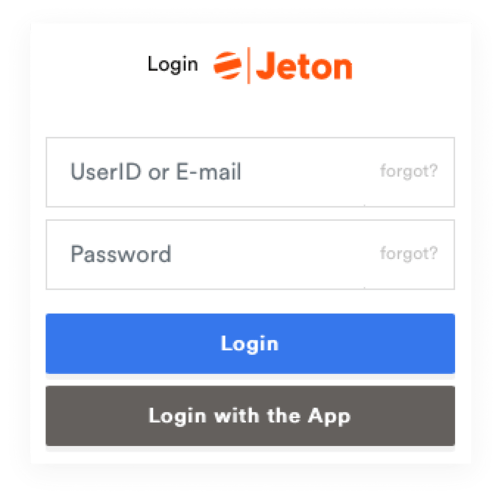 Login Jeton
UserID or E-mail forgot?
Password forgot?
Login
Login with the App